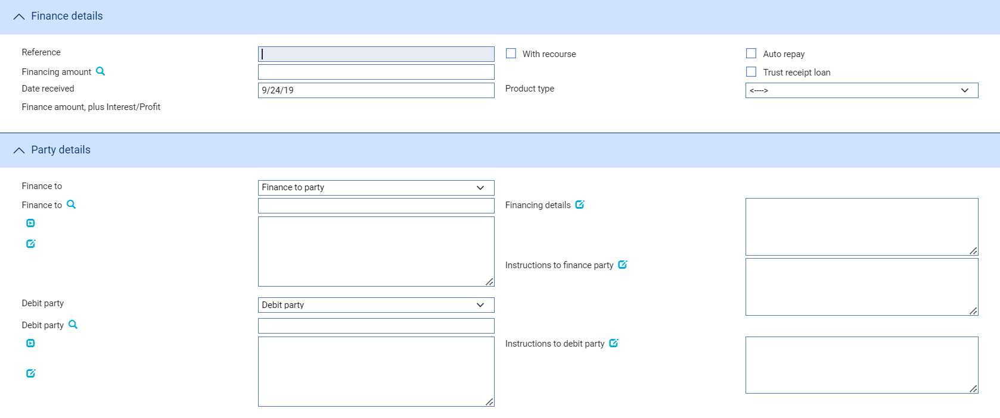 Finance details
Reference
With recourse
Auto repay
Financing amount
Trust receipt loan
Date received
9/24/19
Product type
<---->
Finance amount, plus Interest/Profit
Party details
Finance to
Finance to party
Finance to
Financing details
Instructions to finance party
Debit party
Debit party
Debit party
Instructions to debit party